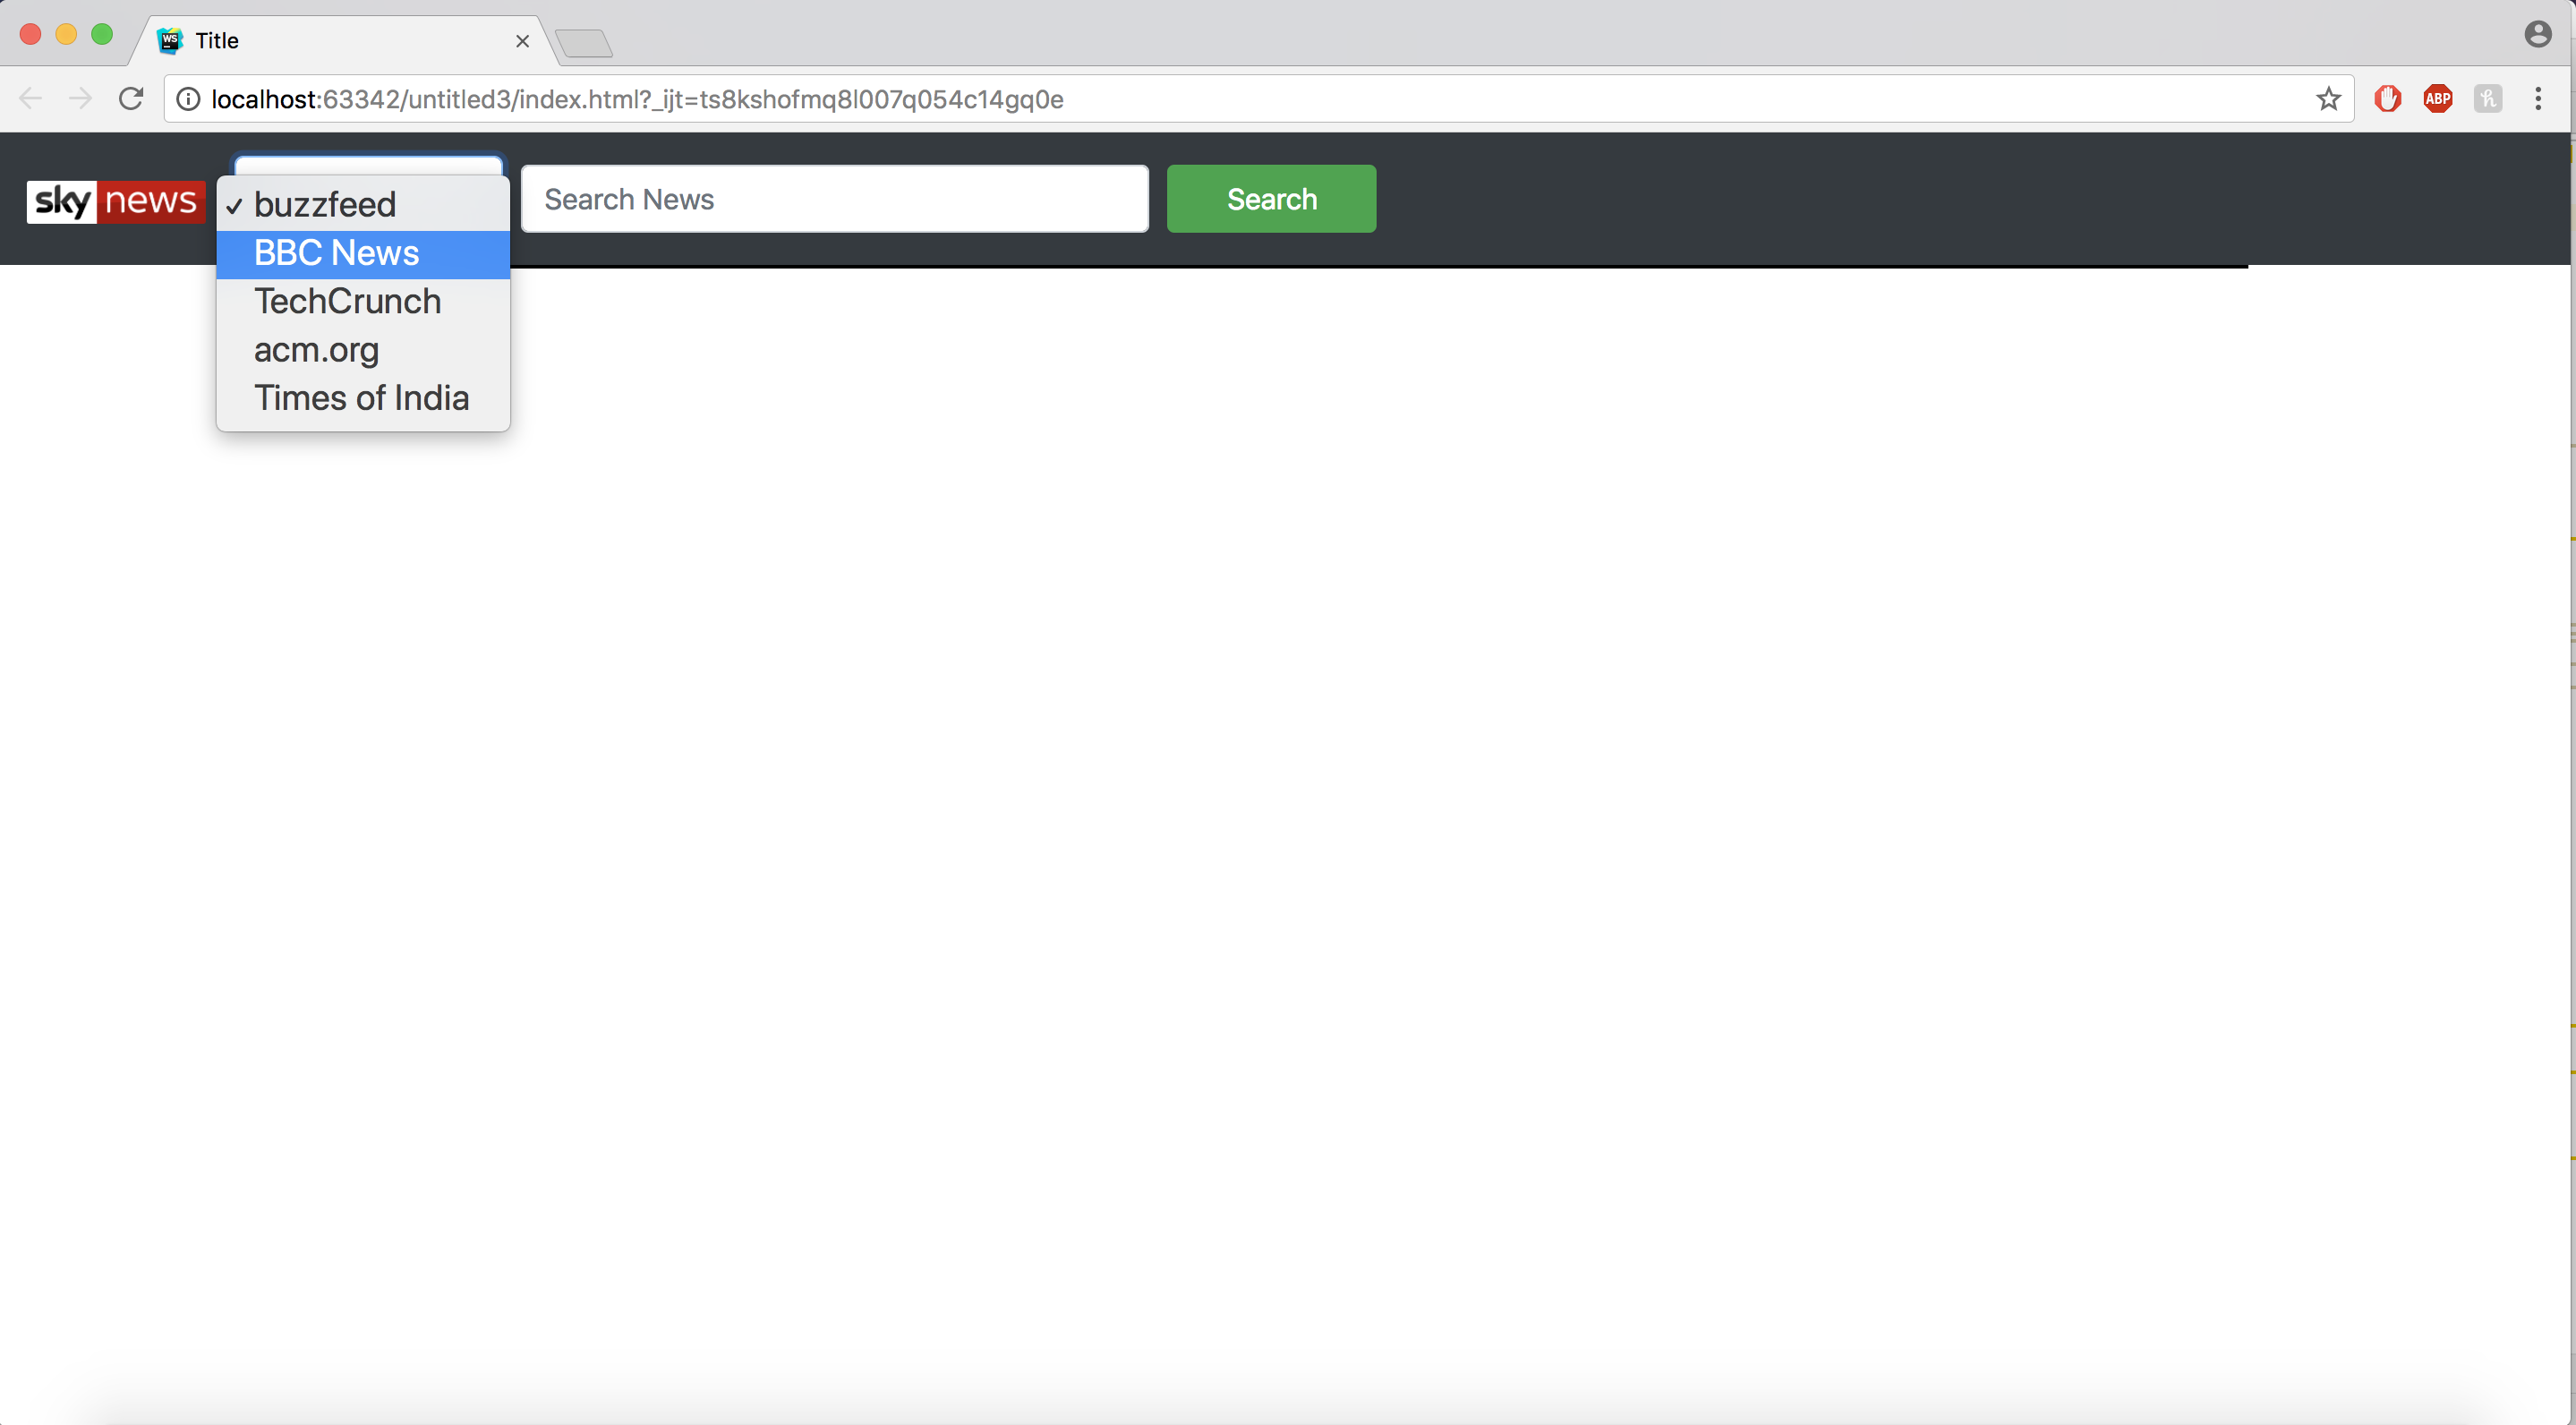 WS
Title
localhost:63342/untitled3/index.html?_ijt=ts8kshofmq8l007q054c14gq0e
ABP
sky news
✓ buzzfeed
Search News
Search
BBC News
TechCrunch
acm.org
Times of India